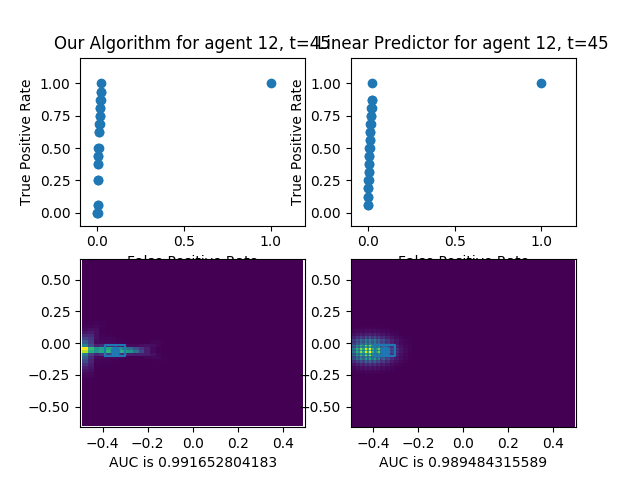 Our Algorithm for agent 12, t=45
Linear Predictor for agent 12, t=45
True Positive Rate
1.00
0.75
0.50
0.25
0.00
0.0 0.5 1.0
False Positive Rate
True Positive Rate
1.00
0.75
0.50
0.25
0.00
0.0 0.5 1.0
False Positive Rate
0.50
0.25
0.00
−0.25
−0.50
−0.4 −0.2 0.0 0.2 0.4
AUC is 0.991652804183
0.50
0.25
0.00
−0.25
−0.50
−0.4 −0.2 0.0 0.2 0.4
AUC is 0.989484315589